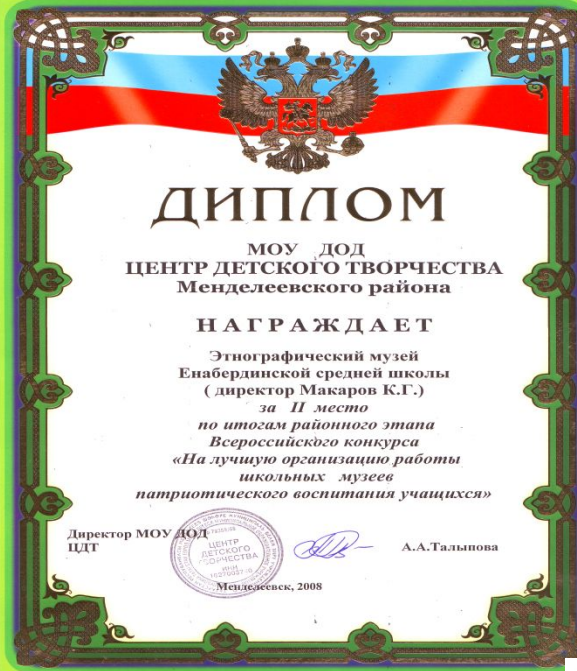 ДИПЛОМ
МОУ ДОД
ЦЕНТР ДЕТСКОГО ТВОРЧЕСТВА
Менделеевского района
НАГРАЖДАЕТ
Этнографический музей
Енабердинской средней школы
( директор Макаров К.Г.)
за II место
по итогам районного этапа
Всероссийского конкурса
«На лучшую организацию работы
школьных музеев
патриотического воспитания учащихся»
Директор МОУ ДОД
ЦДТ
А.А.Талыпова
ЦЕНТР
ДЕТСКОГО
ТВОРЧЕСТВА
ИНН
Менделеевск, 2008